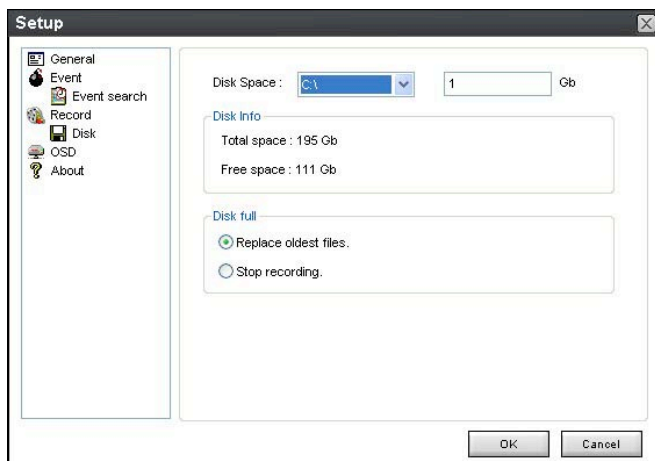 Setup
General
Event
Event search
Record
Disk
OSD
About
Disk Space : C:\ 1 Gb
Disk Info
Total space : 195 Gb
Free space : 111 Gb
Disk full
Replace oldest files.
Stop recording.
OK Cancel